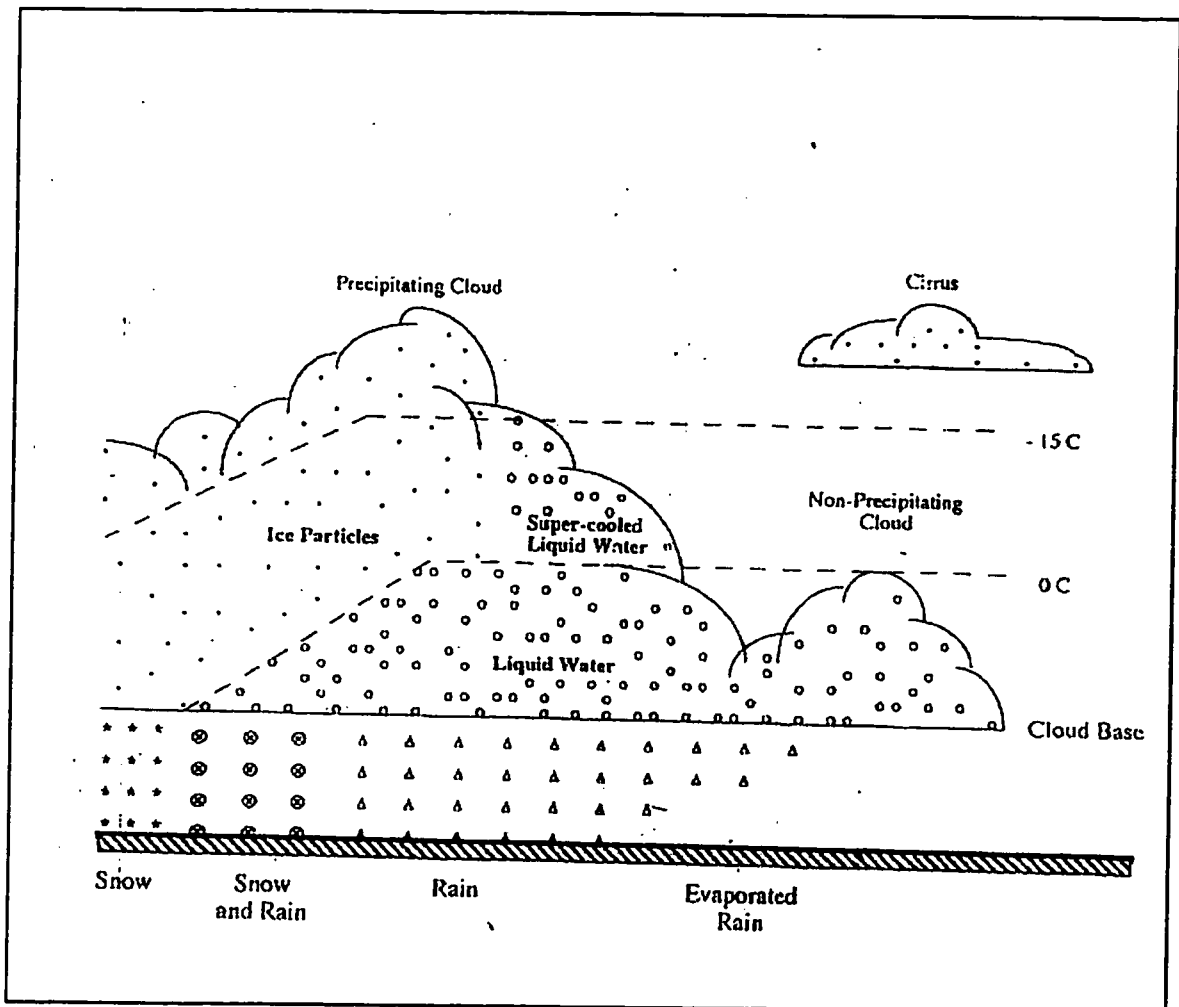 Precipitating Cloud
Cirrus
- 15 C
Non-Precipitating
Cloud
Ice Particles
Super-cooled
Liquid Water
0 C
Liquid Water
Cloud Base
Snow
Snow
and Rain
Rain
Evaporated
Rain